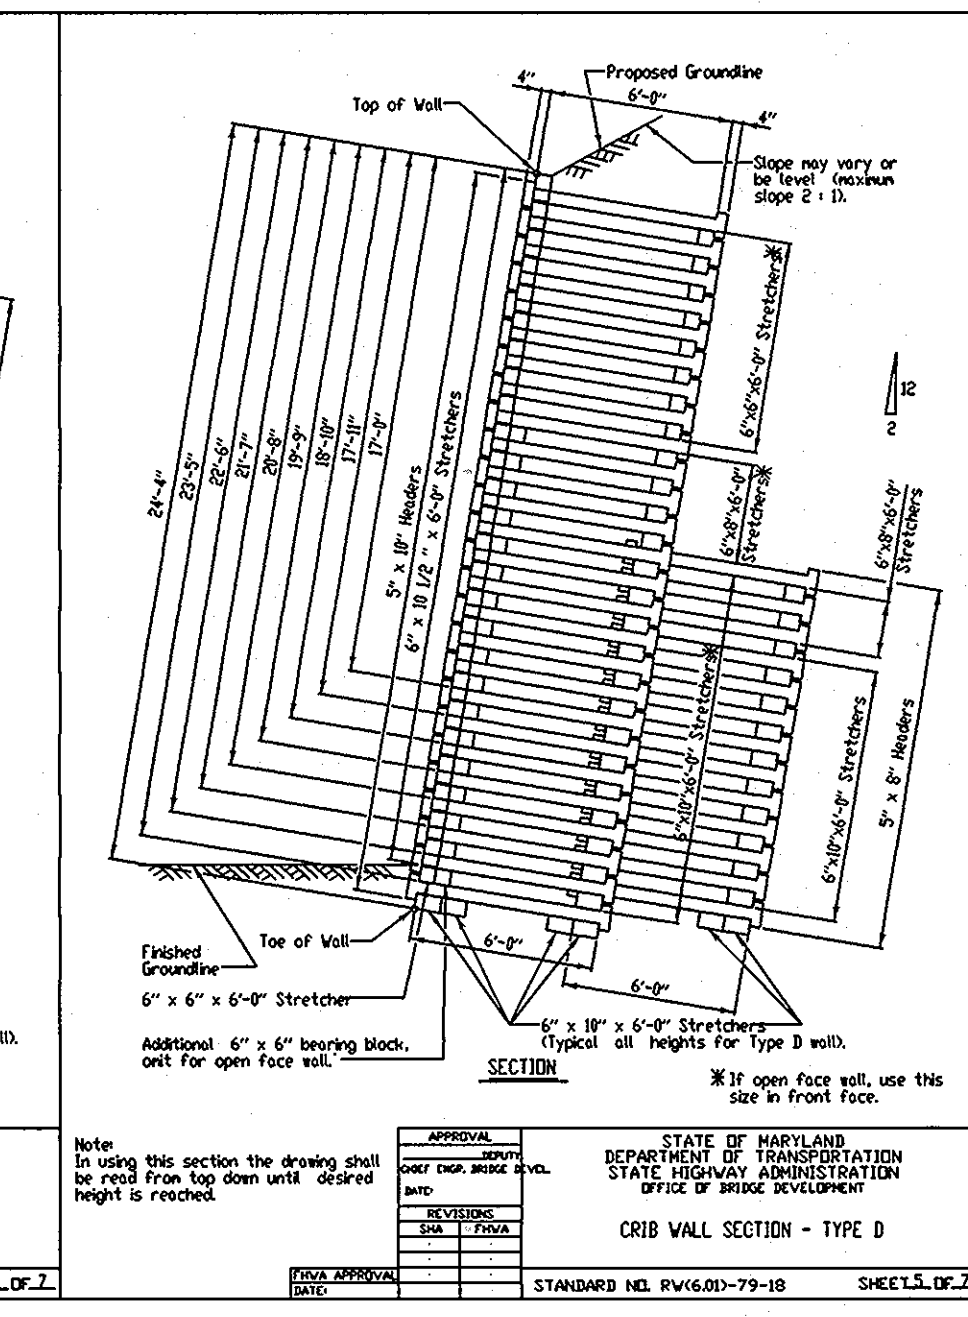 Proposed Groundline
4"
6'-0"
4"
Top of Wall
Slope may vary or
be level (maximum
slope 2 : 1).
6"x6"x6'-0" Stretchers*
12
2
24'-4"
23'-5"
22'-6"
21'-7"
20'-8"
19'-9"
18'-10"
17'-11"
17'-0"
5" x 10" Headers
6" x 10 1/2 " x 6'-0" Stretchers
6"x8"x6'-0"
Stretchers*
6"x8"x6'-0"
Stretchers
6"x10"x6'-0" Stretchers*
6"x10"x6'-0" Stretchers
5" x 8" Headers
Finished
Groundline
Toe of Wall
6'-0"
6'-0"
6" x 6" x 6'-0" Stretcher
Additional 6" x 6" bearing block,
omit for open face wall.
6" x 10" x 6'-0" Stretchers
(Typical all heights for Type D wall).
SECTION
* If open face wall, use this
size in front face.
ll).
Note:
In using this section the drawing shall
be read from top down until desired
height is reached.
APPROVAL
DEPUTY
CHIEF ENGR. BRIDGE DEVEL.
DATE:
REVISIONS
SHA FHWA
FHWA APPROVAL
DATE:
STATE OF MARYLAND
DEPARTMENT OF TRANSPORTATION
STATE HIGHWAY ADMINISTRATION
OFFICE OF BRIDGE DEVELOPMENT
CRIB WALL SECTION - TYPE D
OF 7
STANDARD NO. RW(6.01)-79-18
SHEET 5 OF 7